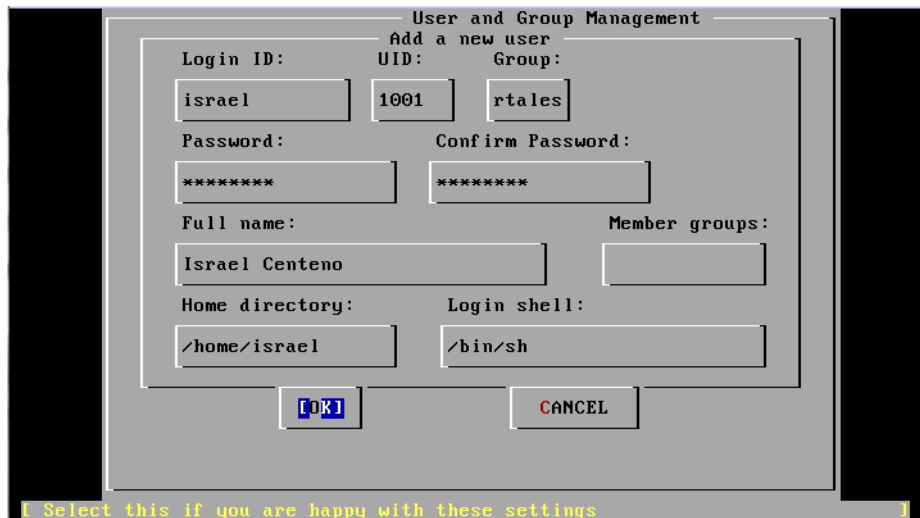 User and Group Management
Add a new user
Login ID: UID: Group:
israel 1001 rtales
Password: Confirm Password:
******** ********
Full name: Member groups:
Israel Centeno
Home directory: Login shell:
/home/israel /bin/sh
[OK] CANCEL
[ Select this if you are happy with these settings ]